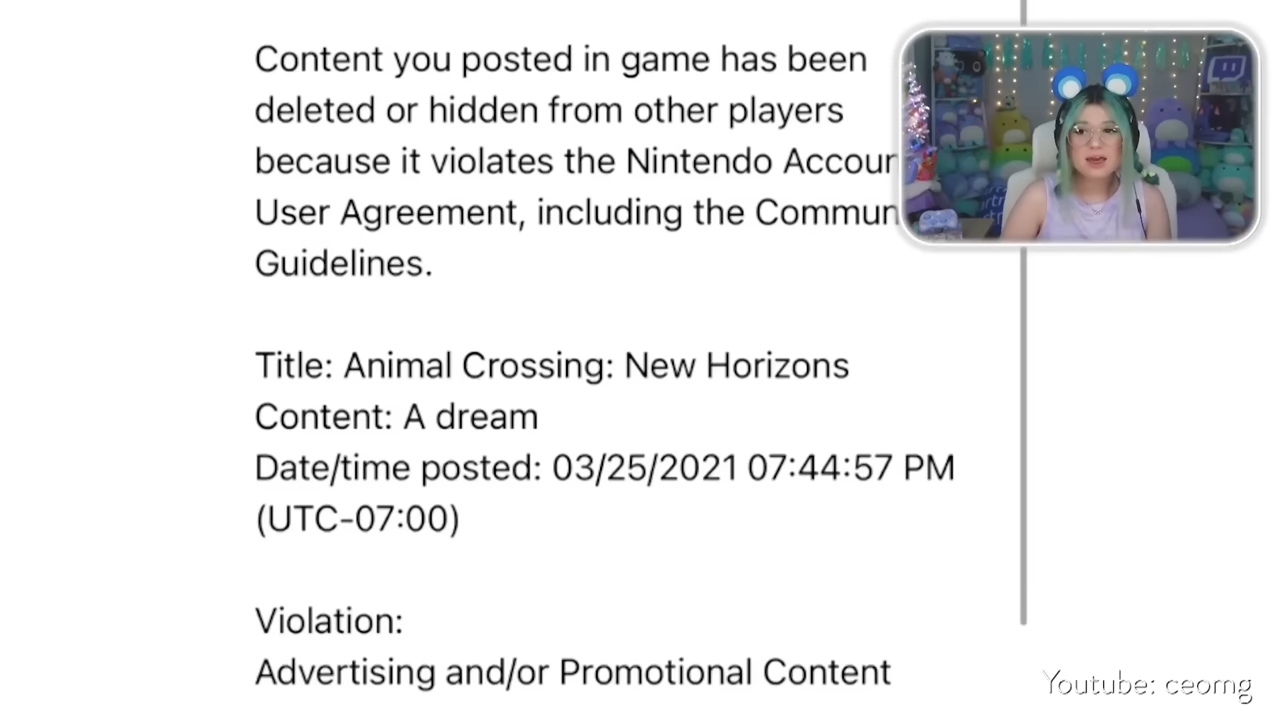 Content you posted in game has been
deleted or hidden from other players
because it violates the Nintendo
User Agreement, including the
Guidelines.
Title: Animal Crossing: New Horizons
Content: A dream
Date/time posted: 03/25/2021 07:44:57 PM
(UTC-07:00)
Violation:
Advertising and/or Promotional Content
Youtube: ceomg